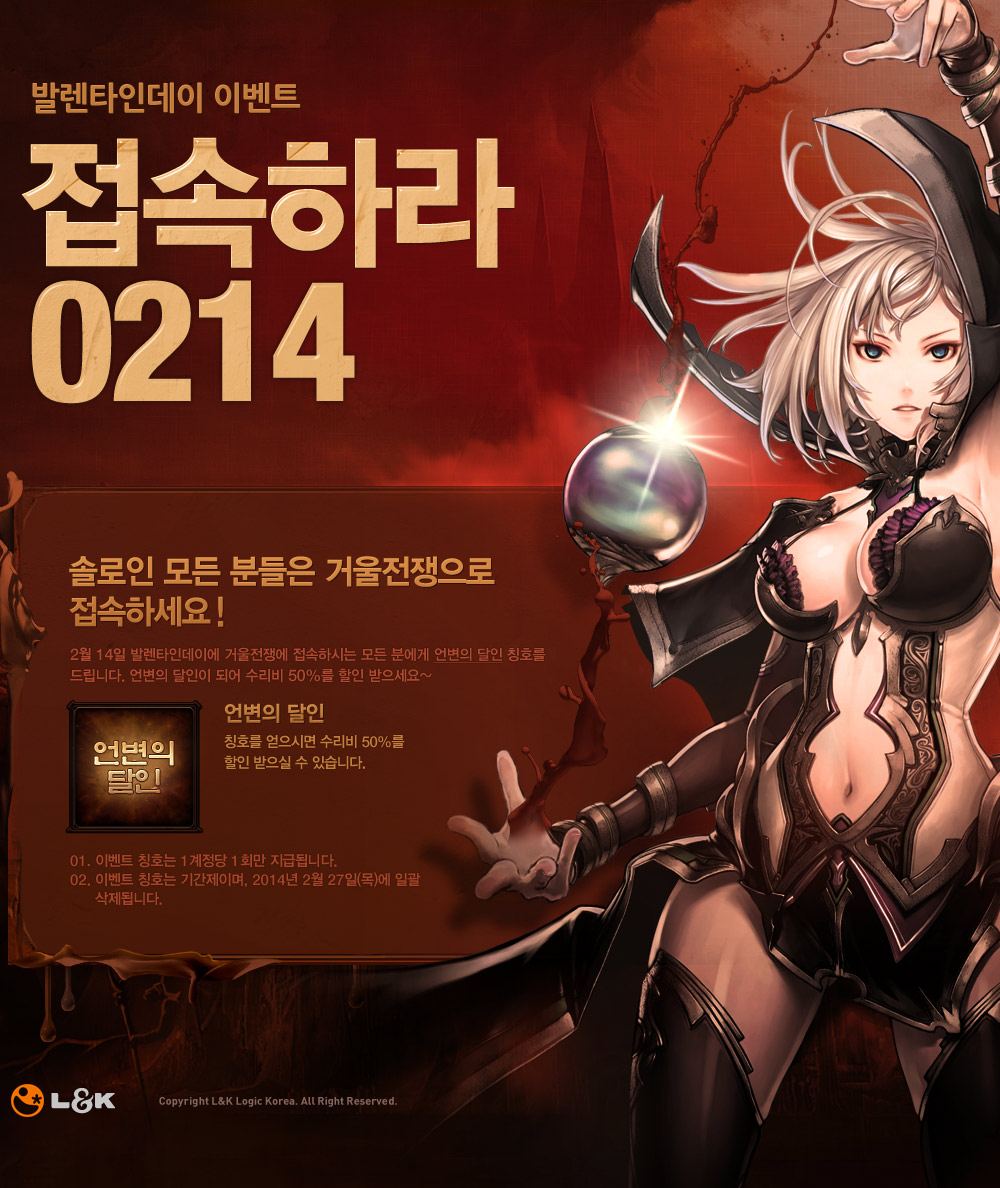 발렌타인데이 이벤트
접속하라
0214
솔로인 모든 분들은 거울전쟁으로
접속하세요!
2월 14일 발렌타인데이에 거울전쟁에 접속하시는 모든 분에게 언변의 달인 칭호를
드립니다. 언변의 달인이 되어 수리비 50%를 할인 받으세요~
언변의
달인
언변의 달인
칭호를 얻으시면 수리비 50%를
할인 받으실 수 있습니다.
01. 이벤트 칭호는 1계정당 1회만 지급됩니다.
02. 이벤트 칭호는 기간제이며, 2014년 2월 27일(목)에 일괄
삭제됩니다.
L&K
Copyright L&K Logic Korea. All Right Reserved.